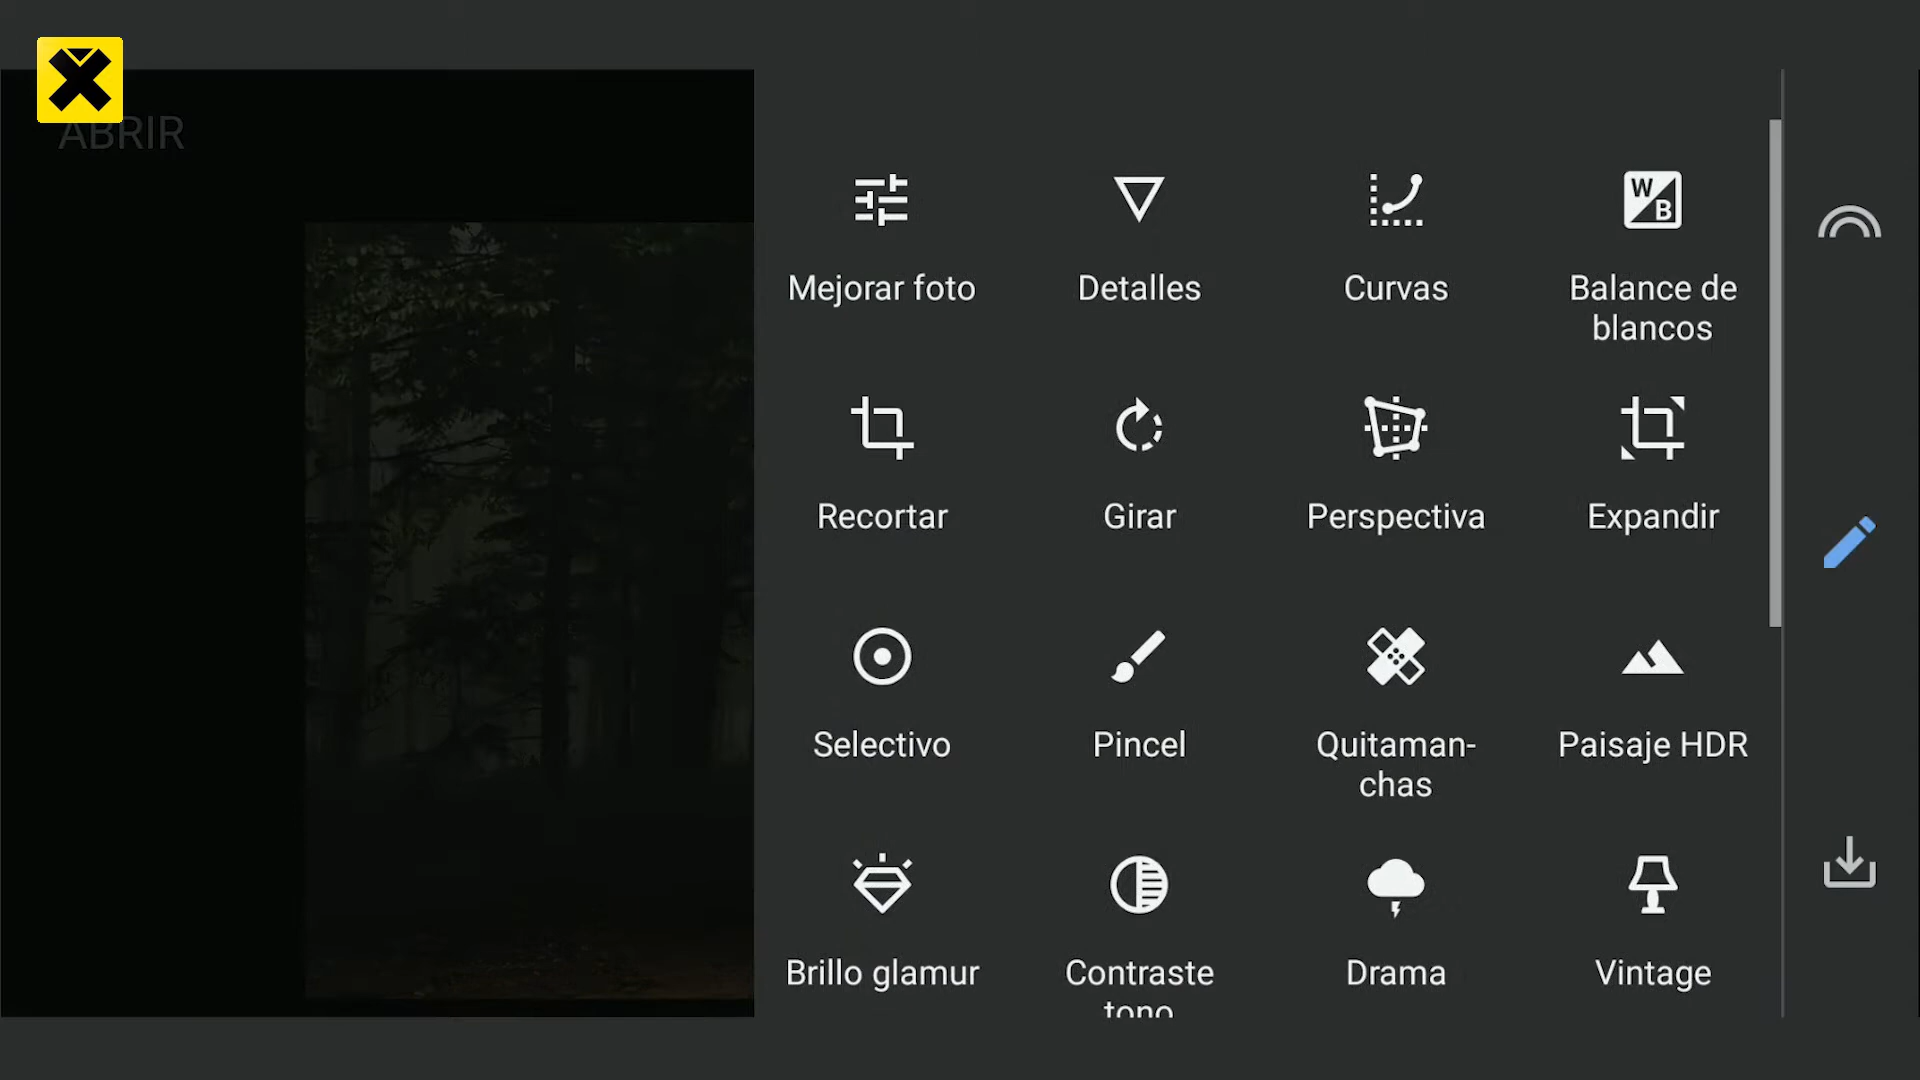 ABRIR
Mejorar foto
Detalles
Curvas
W
B
Balance de
blancos
Recortar
Girar
Perspectiva
Expandir
Selectivo
Pincel
Quitaman-
chas
Paisaje HDR
Brillo glamur
Contraste
tono
Drama
Vintage